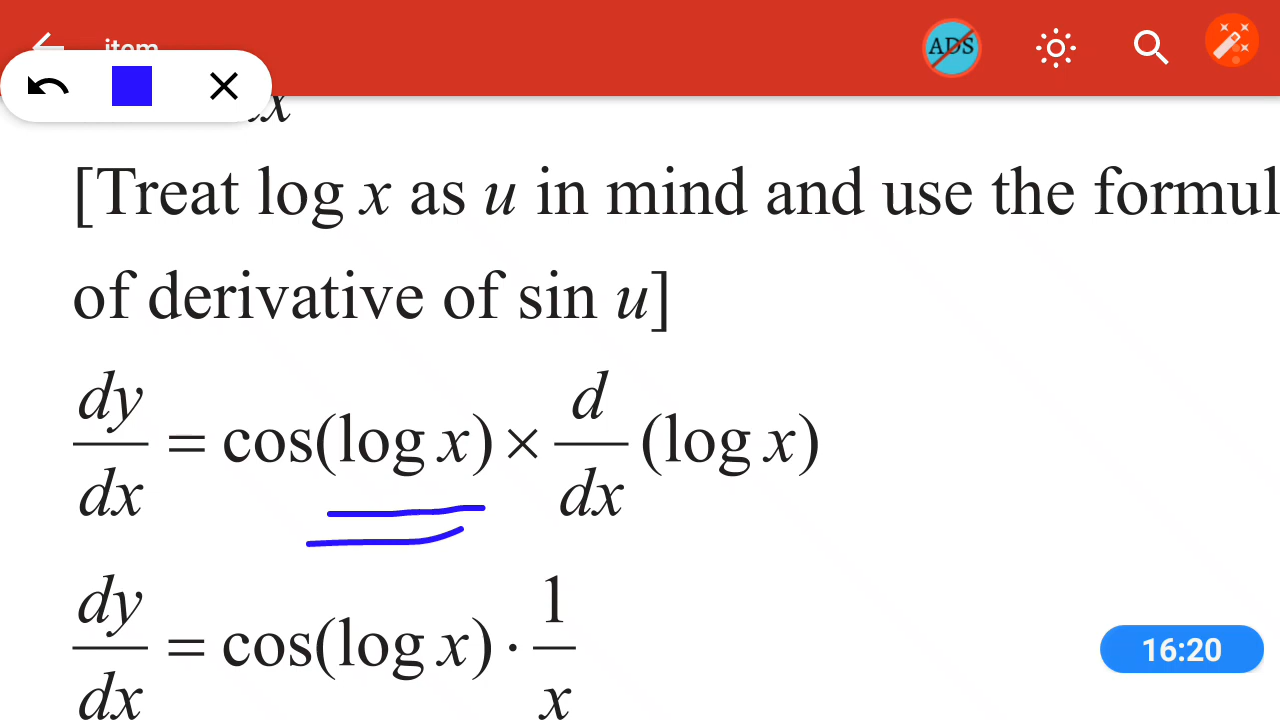 item
ADS
[Treat log x as u in mind and use the formul
of derivative of sin u]
dy/dx = cos(log x) × d/dx (log x)
dy/dx = cos(log x) · 1/x
16:20